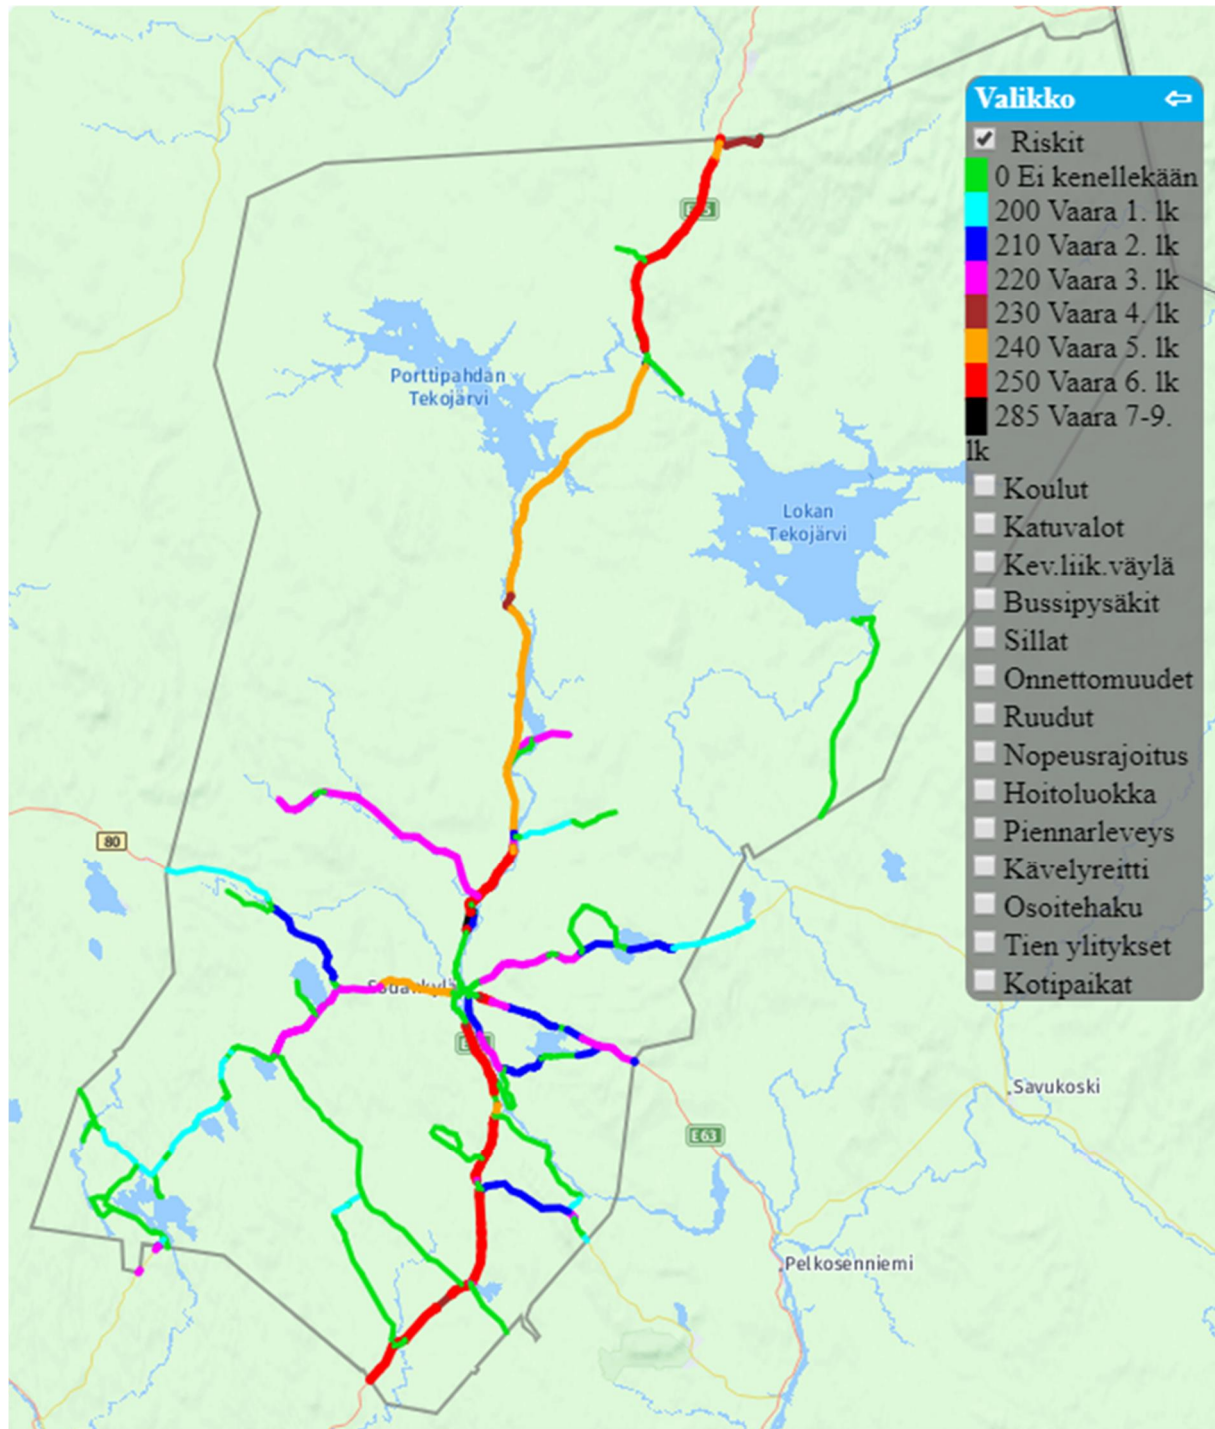 Valikko ⇦
Riskit
0 Ei kenellekään
200 Vaara 1. lk
210 Vaara 2. lk
220 Vaara 3. lk
230 Vaara 4. lk
240 Vaara 5. lk
250 Vaara 6. lk
285 Vaara 7-9.
lk
Koulut
Katuvalot
Kev.liik.väylä
Bussipysäkit
Sillat
Onnettomuudet
Ruudut
Nopeusrajoitus
Hoitoluokka
Piennarleveys
Kävelyreitti
Osoitehaku
Tien ylitykset
Kotipaikat
Porttipahdan
Tekojärvi
Lokan
Tekojärvi
80
Savukoski
E63
Pelkosenniemi